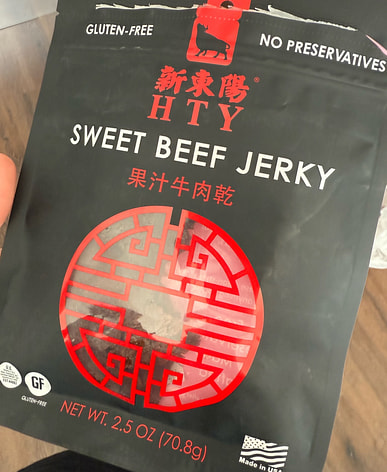 GLUTEN-FREE
NO PRESERVATIVES
新東陽®
HTY
SWEET BEEF JERKY
果汁牛肉乾
GF
GLUTEN-FREE
NET WT. 2.5 OZ (70.8g)
Made in USA